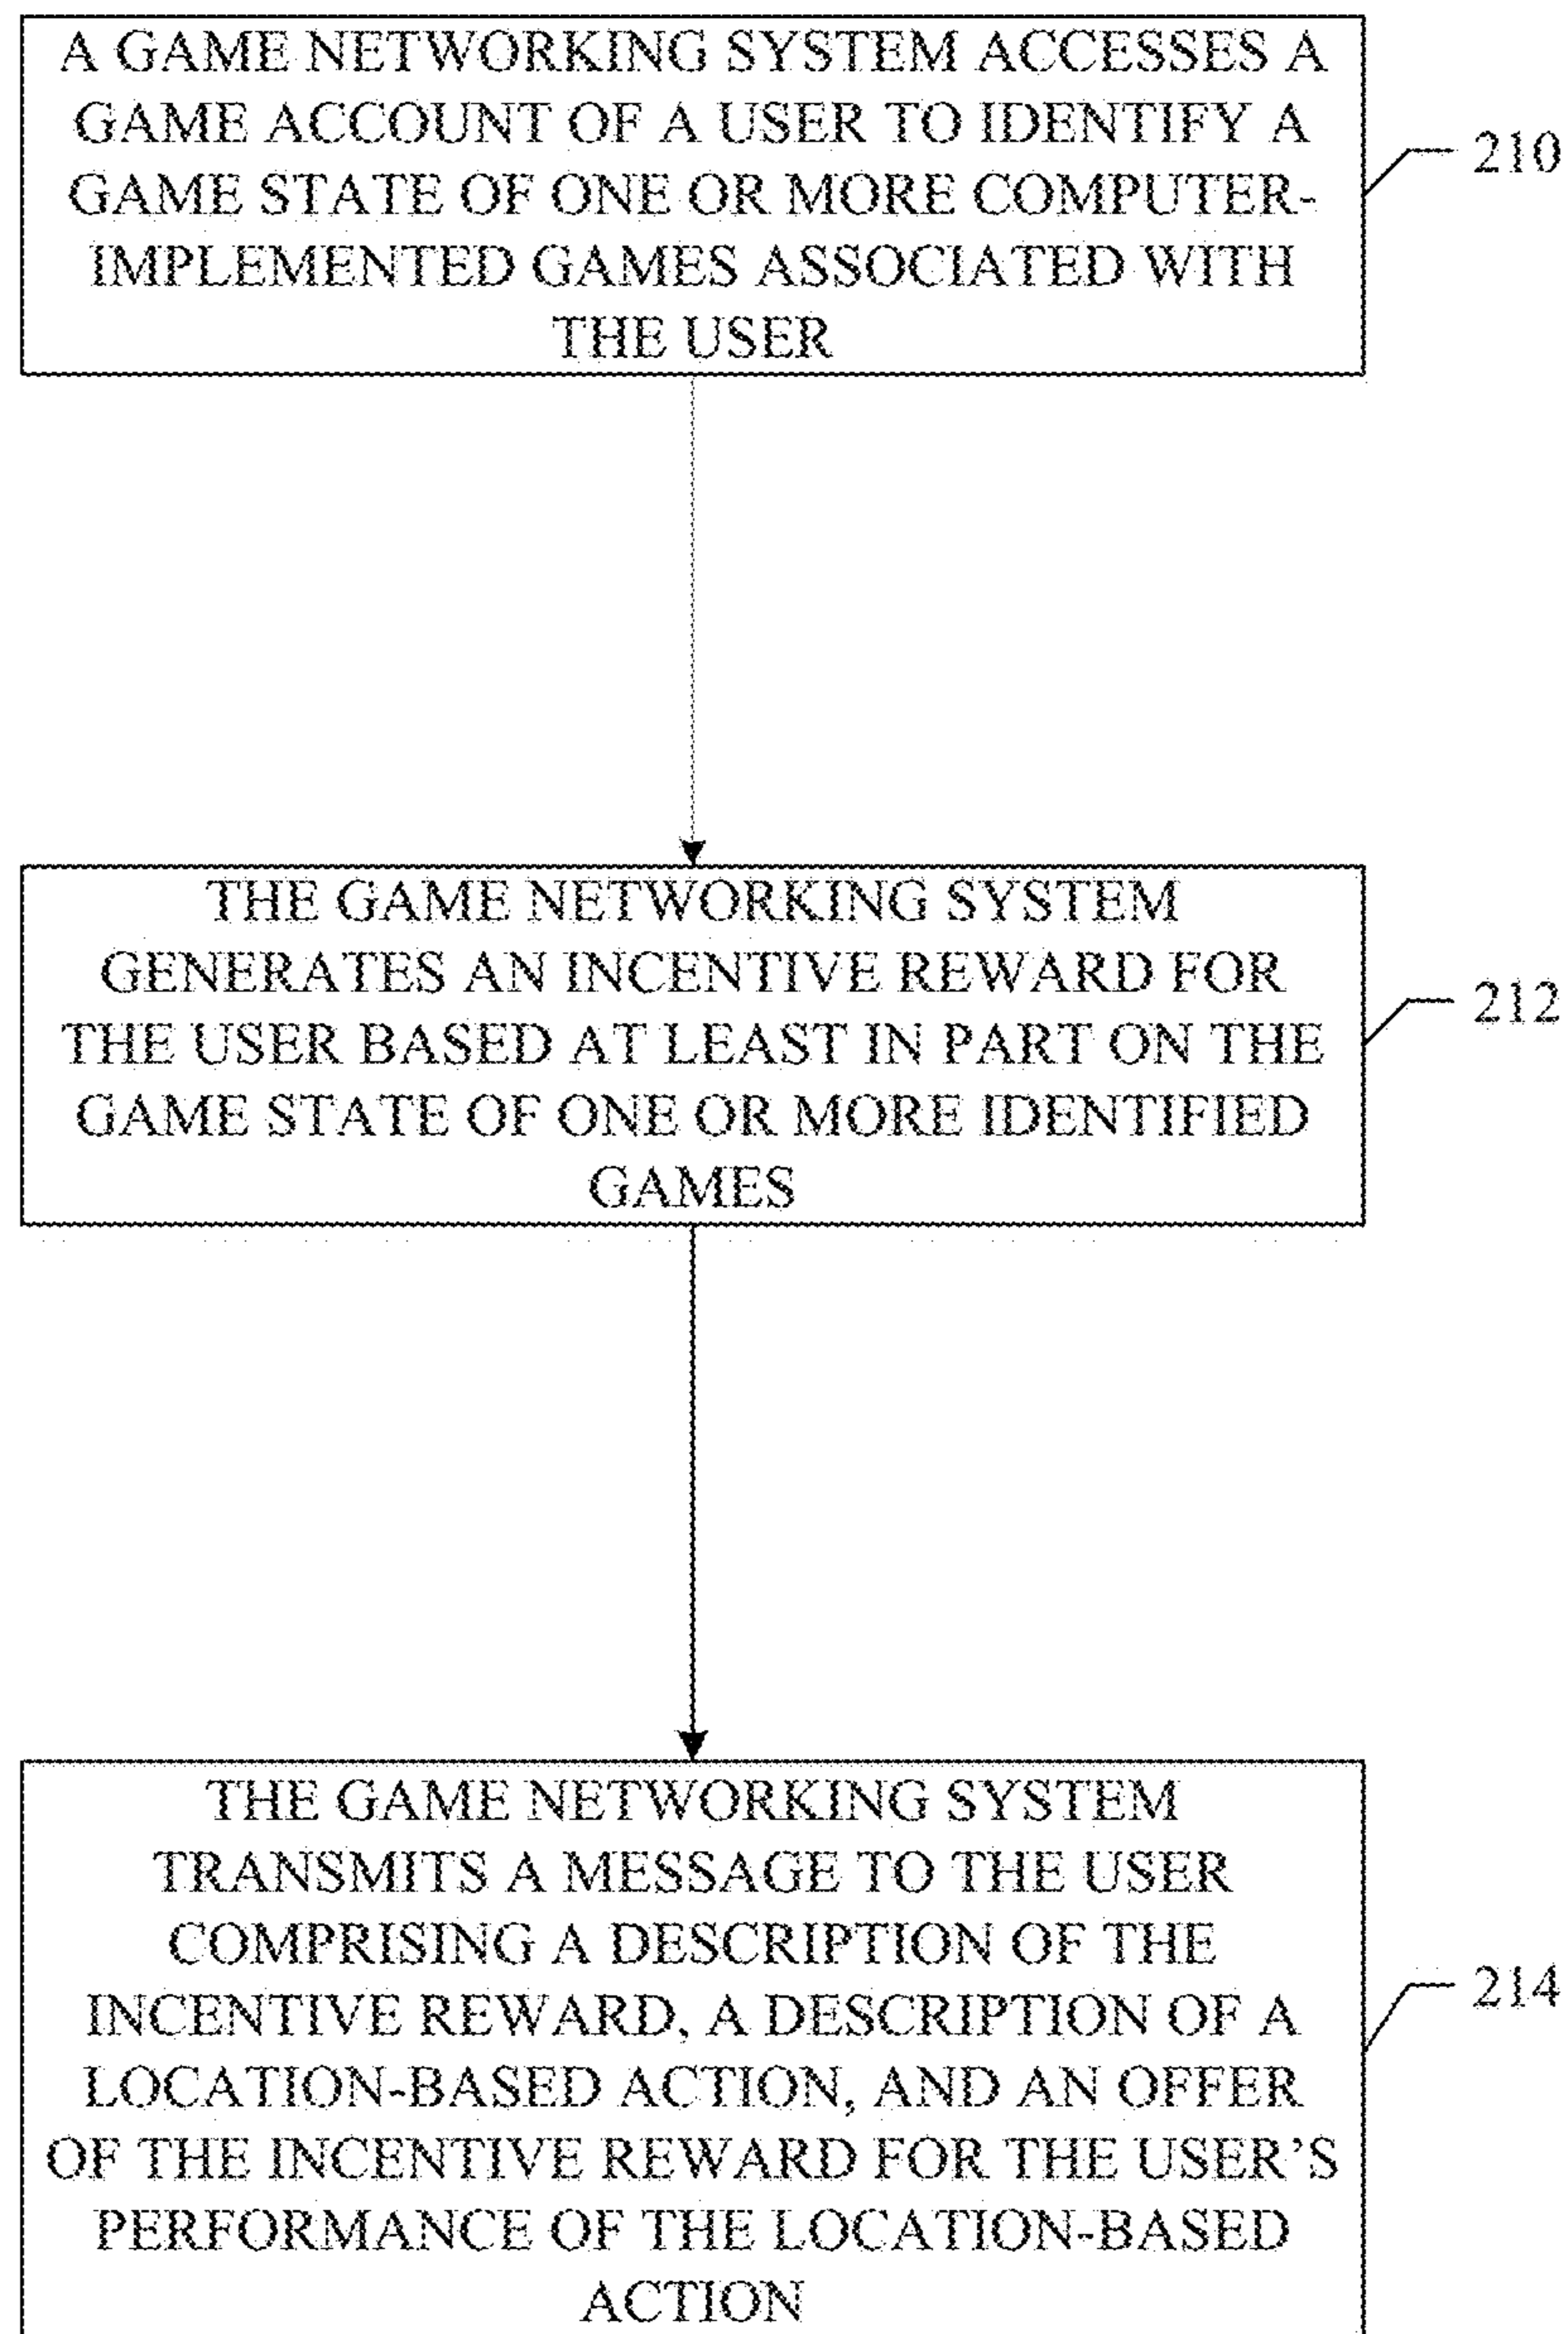 A GAME NETWORKING SYSTEM ACCESSES A
GAME ACCOUNT OF A USER TO IDENTIFY A
GAME STATE OF ONE OR MORE COMPUTER-
IMPLEMENTED GAMES ASSOCIATED WITH
THE USER
210
THE GAME NETWORKING SYSTEM
GENERATES AN INCENTIVE REWARD FOR
THE USER BASED AT LEAST IN PART ON THE
GAME STATE OF ONE OR MORE IDENTIFIED
GAMES
212
THE GAME NETWORKING SYSTEM
TRANSMITS A MESSAGE TO THE USER
COMPRISING A DESCRIPTION OF THE
INCENTIVE REWARD, A DESCRIPTION OF A
LOCATION-BASED ACTION, AND AN OFFER
OF THE INCENTIVE REWARD FOR THE USER’S
PERFORMANCE OF THE LOCATION-BASED
ACTION
214